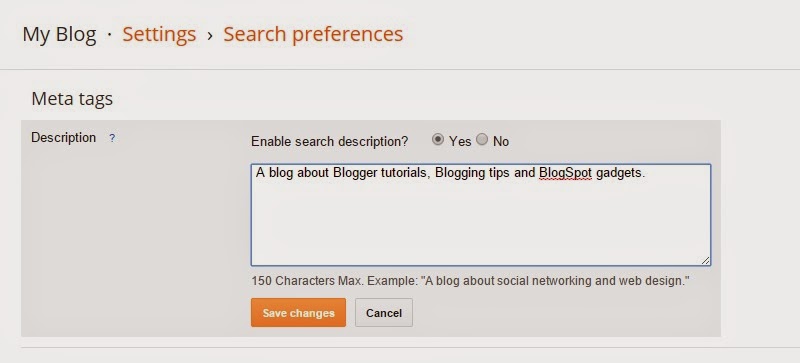 My Blog · Settings › Search preferences
Meta tags
Description ? Enable search description? Yes No
A blog about Blogger tutorials, Blogging tips and BlogSpot gadgets.
150 Characters Max. Example: "A blog about social networking and web design."
Save changes Cancel